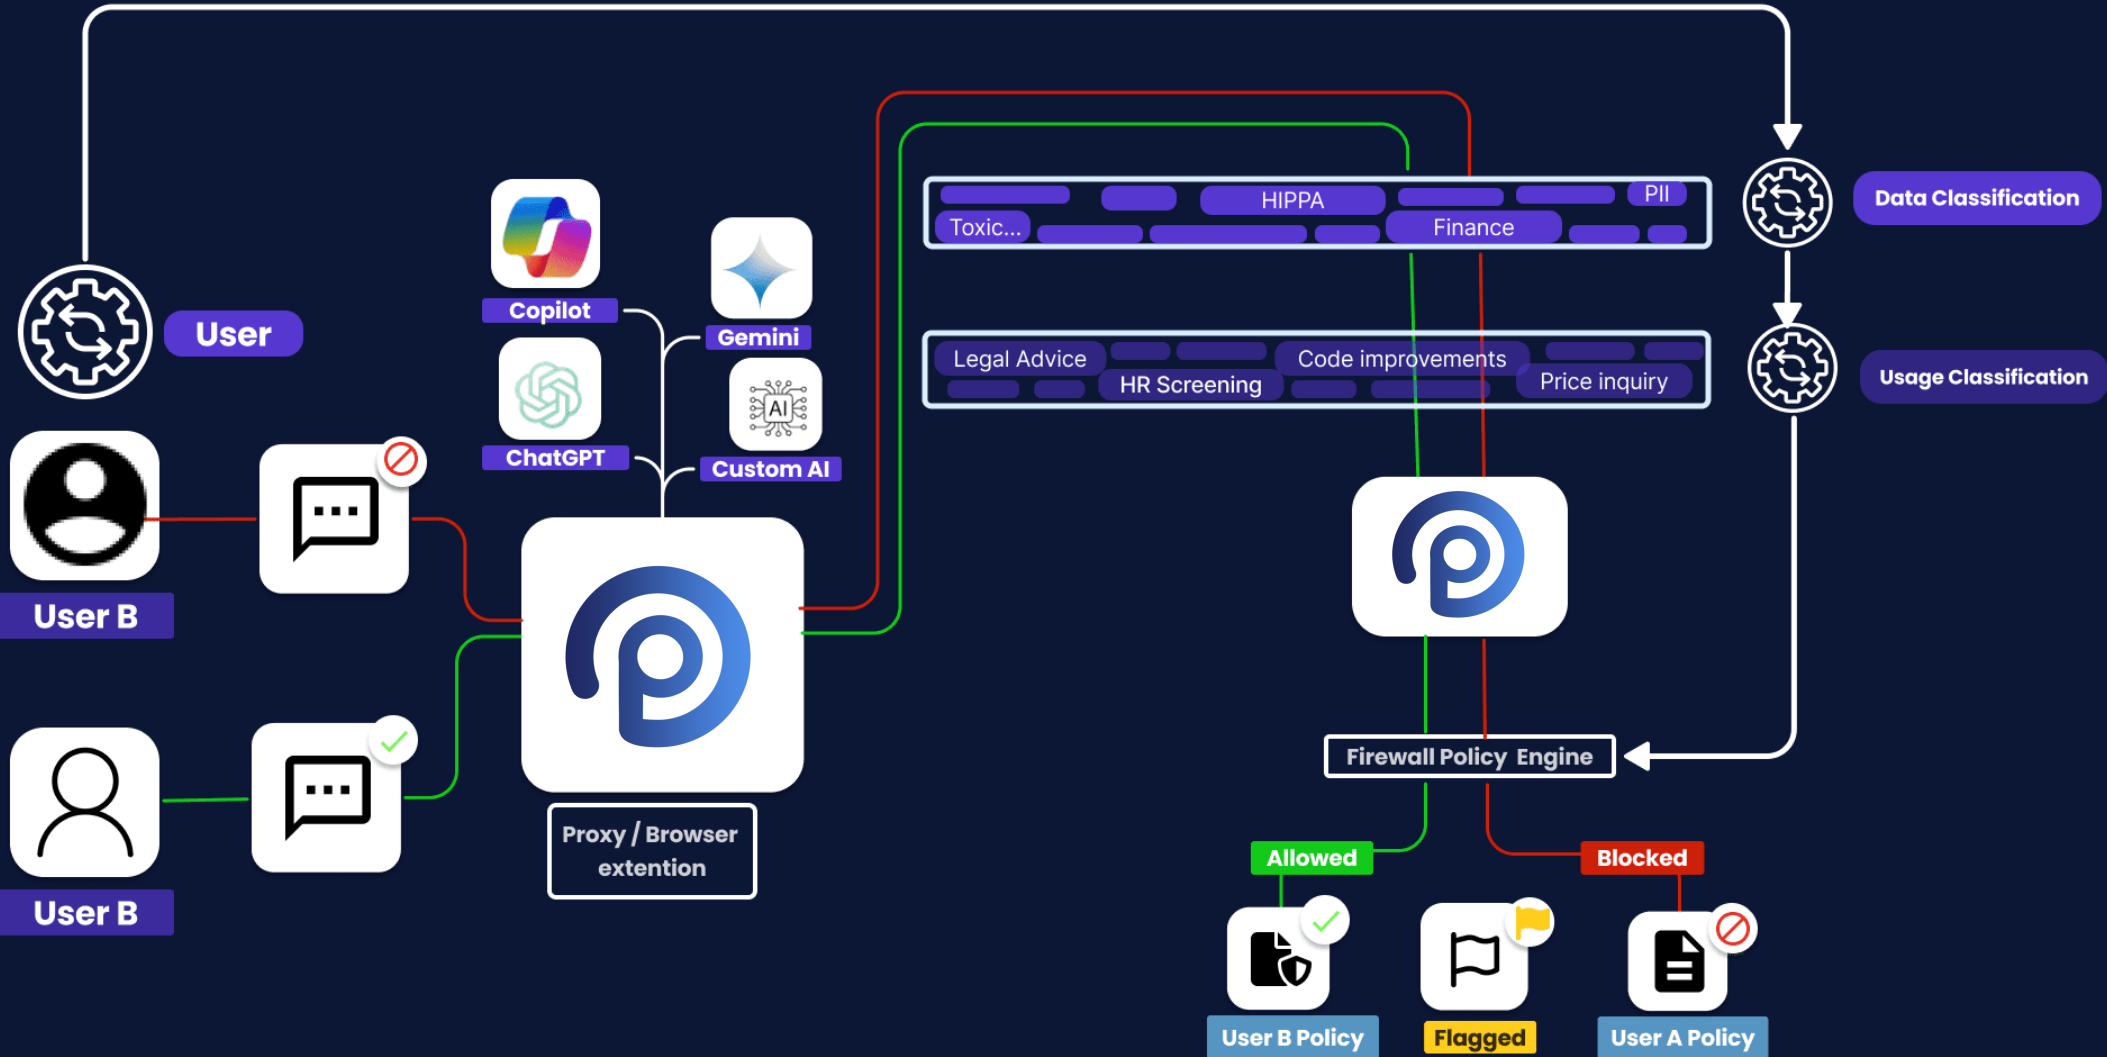 HIPPA
PII
Data Classification
Toxic...
Finance
Copilot
User
Gemini
Legal Advice
Code improvements
Usage Classification
HR Screening
Price inquiry
ChatGPT
AI
Custom AI
User B
Firewall Policy Engine
Proxy / Browser
extention
Allowed
Blocked
User B
User B Policy
Flagged
User A Policy